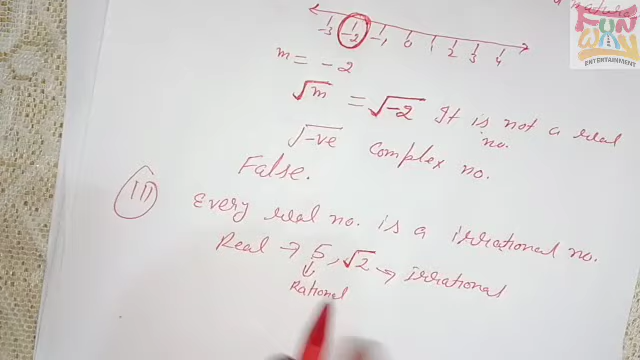 -3 -2 -1 0 1 2 3 4
m = -2
√m = √-2 It is not a real no.
√-ve complex no.
False.
III Every real no. is a irrational no.
Real → 5, √2 → irrational
Rational
FUN WAY
ENTERTAINMENT